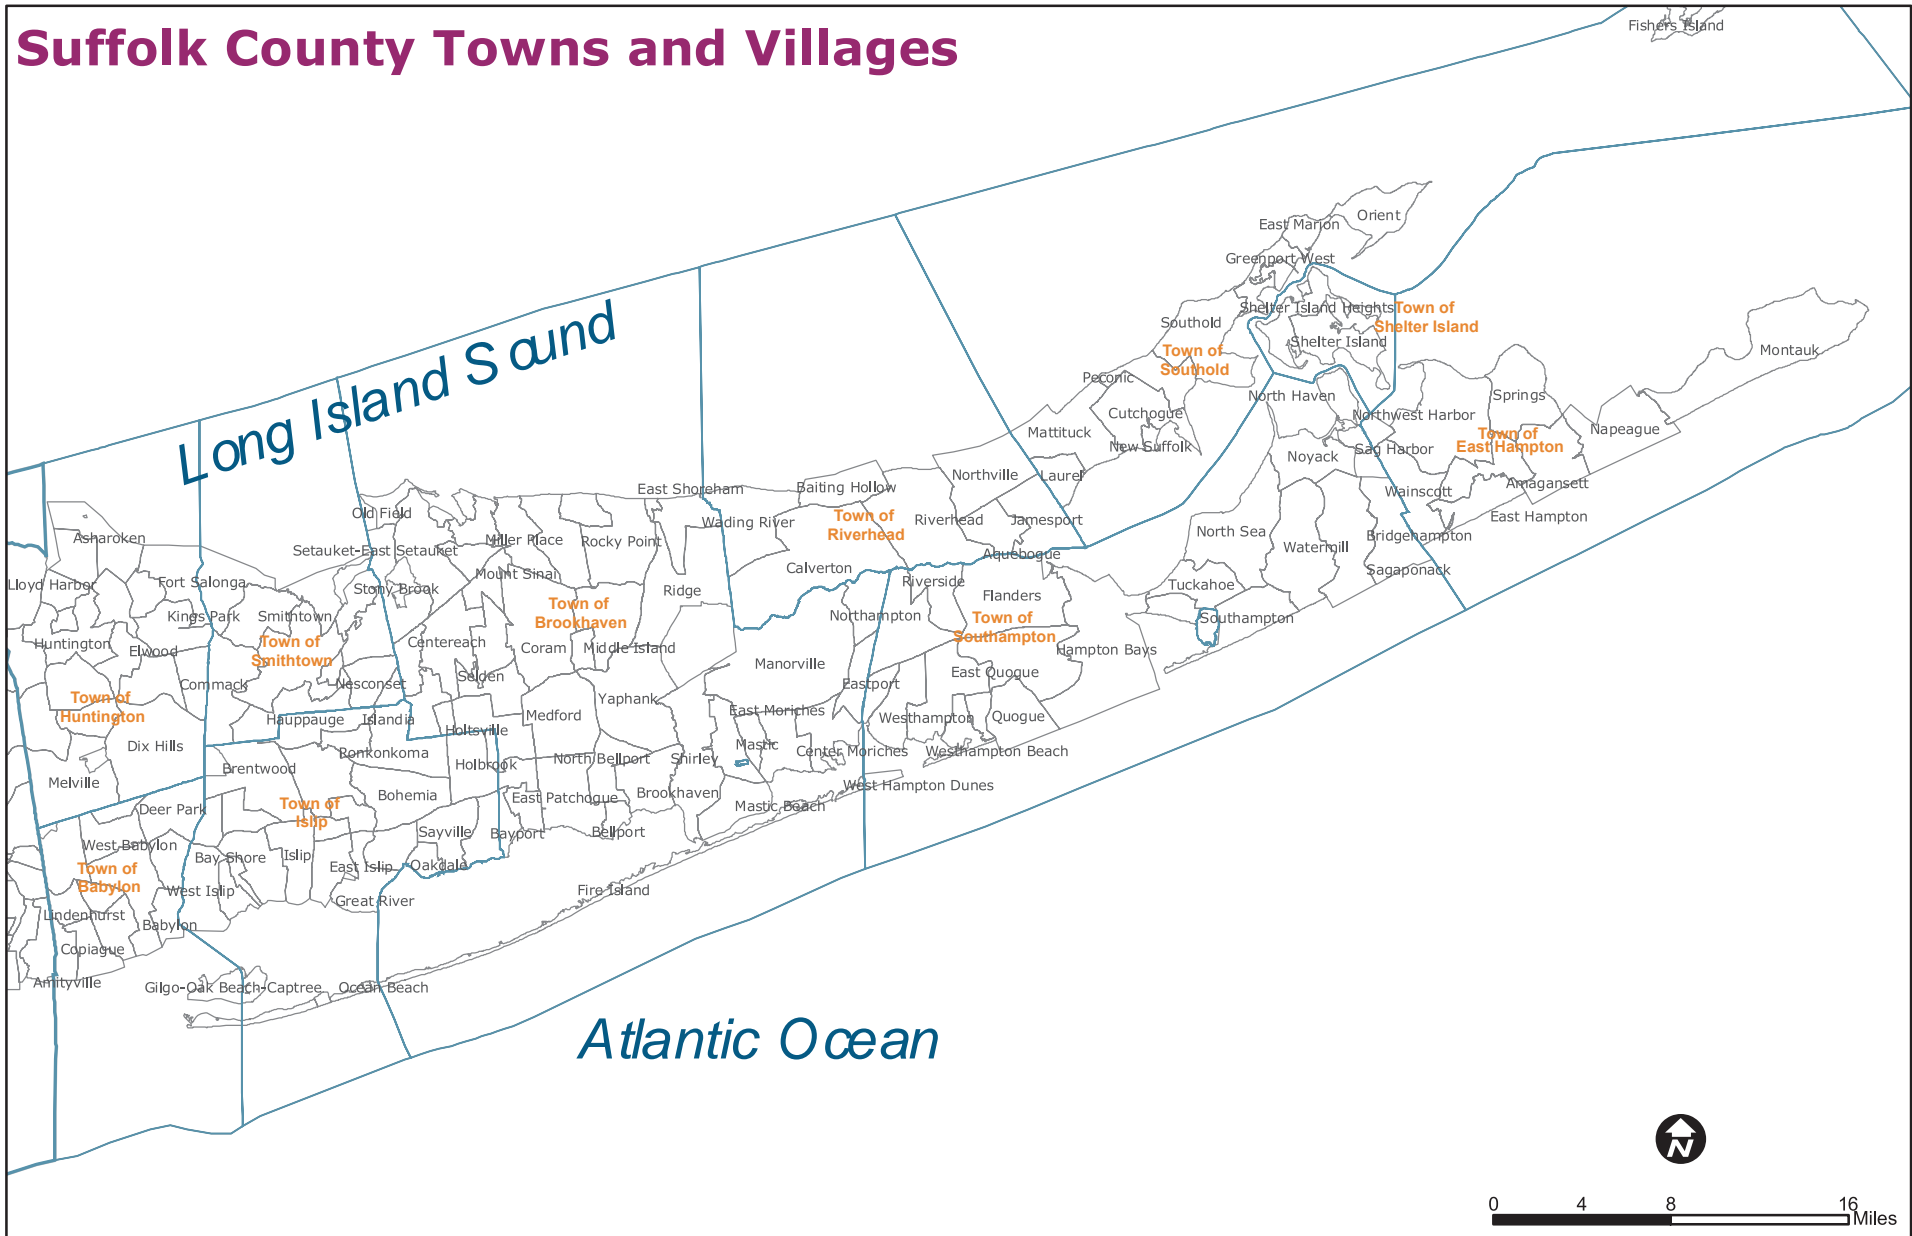 Suffolk County Towns and Villages
Fishers Island
Orient
East Marion
Greenport West
Shelter Island Heights
Town of
Shelter Island
Southold
Shelter Island
Town of
Southold
Montauk
Long Island Sound
Peconic
North Haven
Springs
Cutchogue
Northwest Harbor
Mattituck
New Suffolk
Napeague
Town of
East Hampton
Sag Harbor
Noyack
Northville
Laurel
Baiting Hollow
East Shoreham
Wainscott
Amagansett
Old Field
Wading River
Town of
Riverhead
Riverhead
Jamesport
East Hampton
North Sea
Bridgehampton
Asharoken
Setauket-East Setauket
Miller Place
Rocky Point
Aquebogue
Watermill
Calverton
Sagaponack
Lloyd Harbor
Fort Salonga
Mount Sinai
Stony Brook
Ridge
Riverside
Flanders
Tuckahoe
Kings Park
Smithtown
Town of
Brookhaven
Northampton
Town of
Southampton
Southampton
Huntington
Elwood
Town of
Smithtown
Centereach
Coram
Middle Island
Hampton Bays
Manorville
Commack
Nesconset
Selden
Eastport
East Quogue
Town of
Huntington
Yaphank
Hauppauge
Islandia
Medford
East Moriches
Westhampton
Quogue
Holtsville
Dix Hills
Ronkonkoma
Mastic
Center Moriches
Westhampton Beach
Brentwood
Holbrook
North Bellport
Shirley
Melville
West Hampton Dunes
Bohemia
East Patchogue
Brookhaven
Deer Park
Town of
Islip
Mastic Beach
Sayville
Bayport
Bellport
West Babylon
Bay Shore
Islip
Town of
Babylon
East Islip
Oakdale
West Islip
Fire Island
Great River
Lindenhurst
Babylon
Copiague
Amityville
Gilgo-Oak Beach-Captree
Ocean Beach
Atlantic Ocean
N
0 4 8 16
Miles